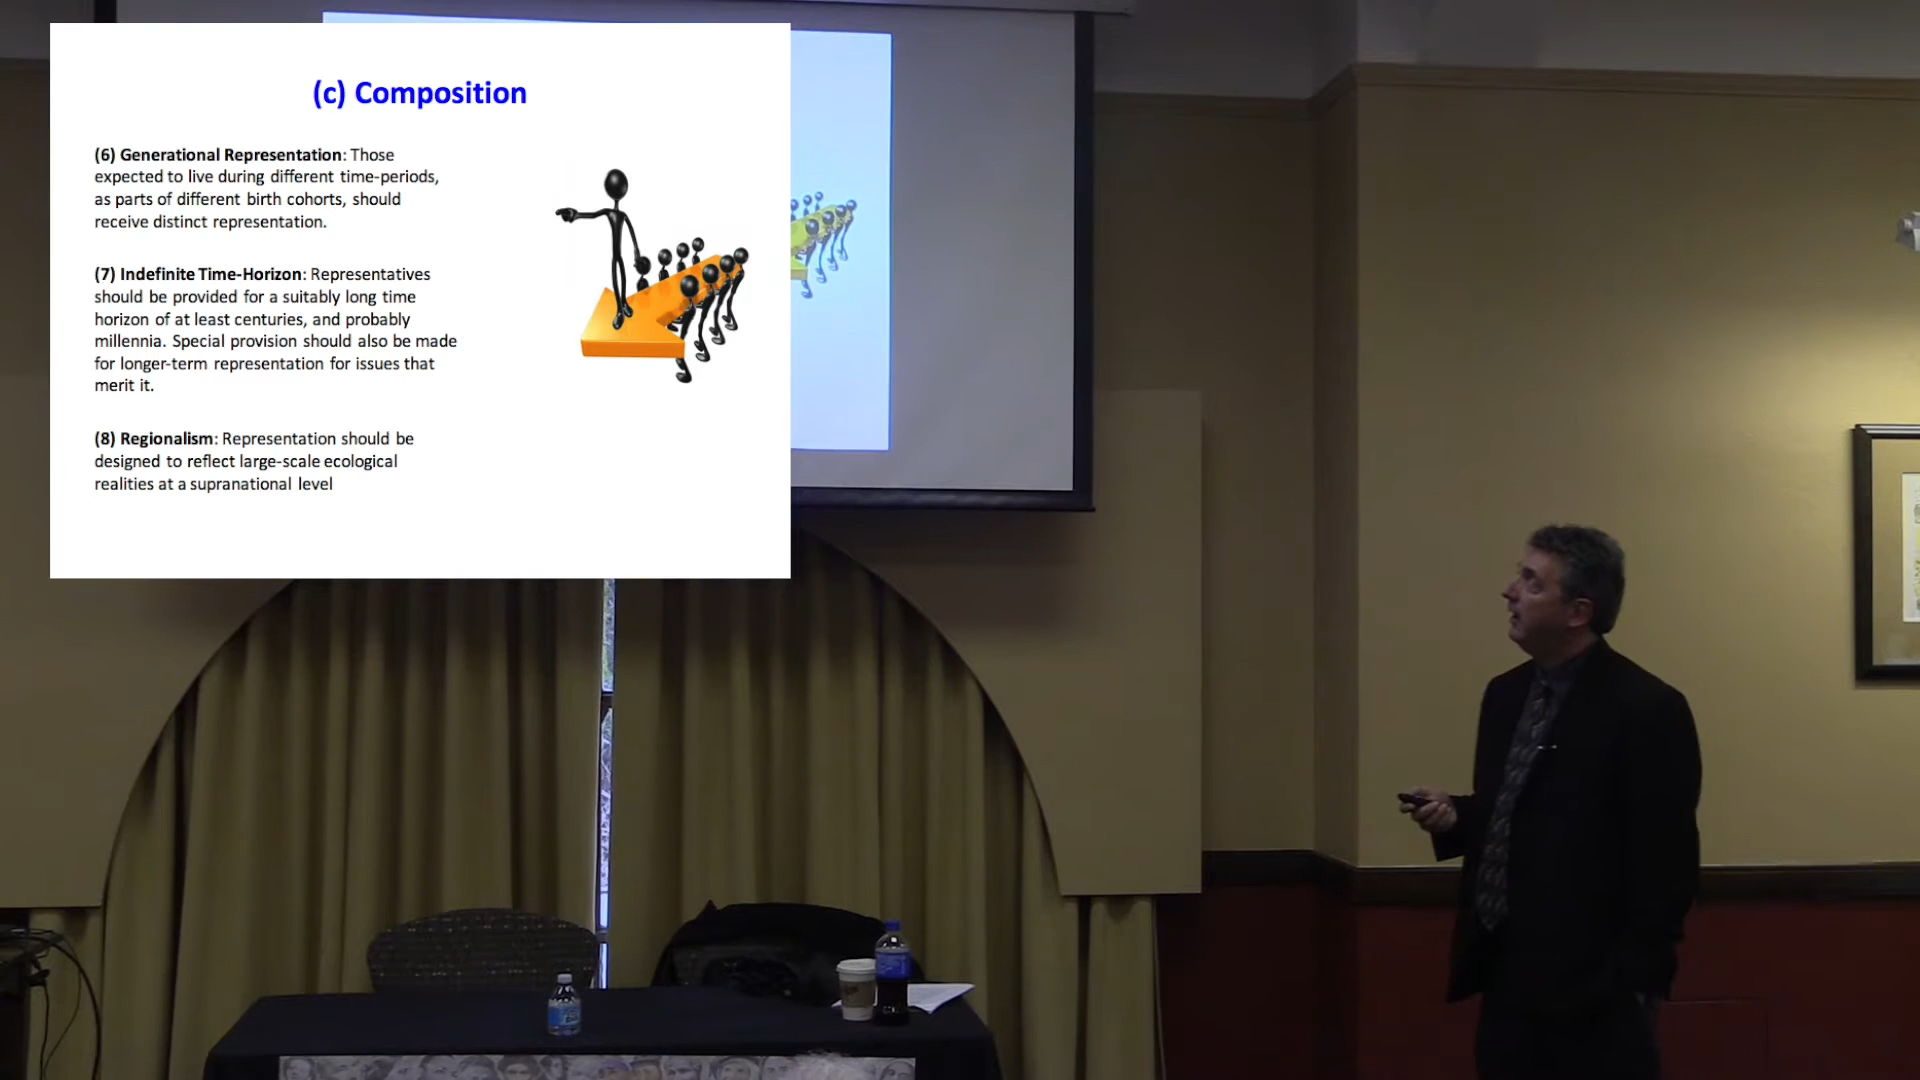 (c) Composition
(6) Generational Representation: Those
expected to live during different time-periods,
as parts of different birth cohorts, should
receive distinct representation.
(7) Indefinite Time-Horizon: Representatives
should be provided for a suitably long time
horizon of at least centuries, and probably
millennia. Special provision should also be made
for longer-term representation for issues that
merit it.
(8) Regionalism: Representation should be
designed to reflect large-scale ecological
realities at a supranational level